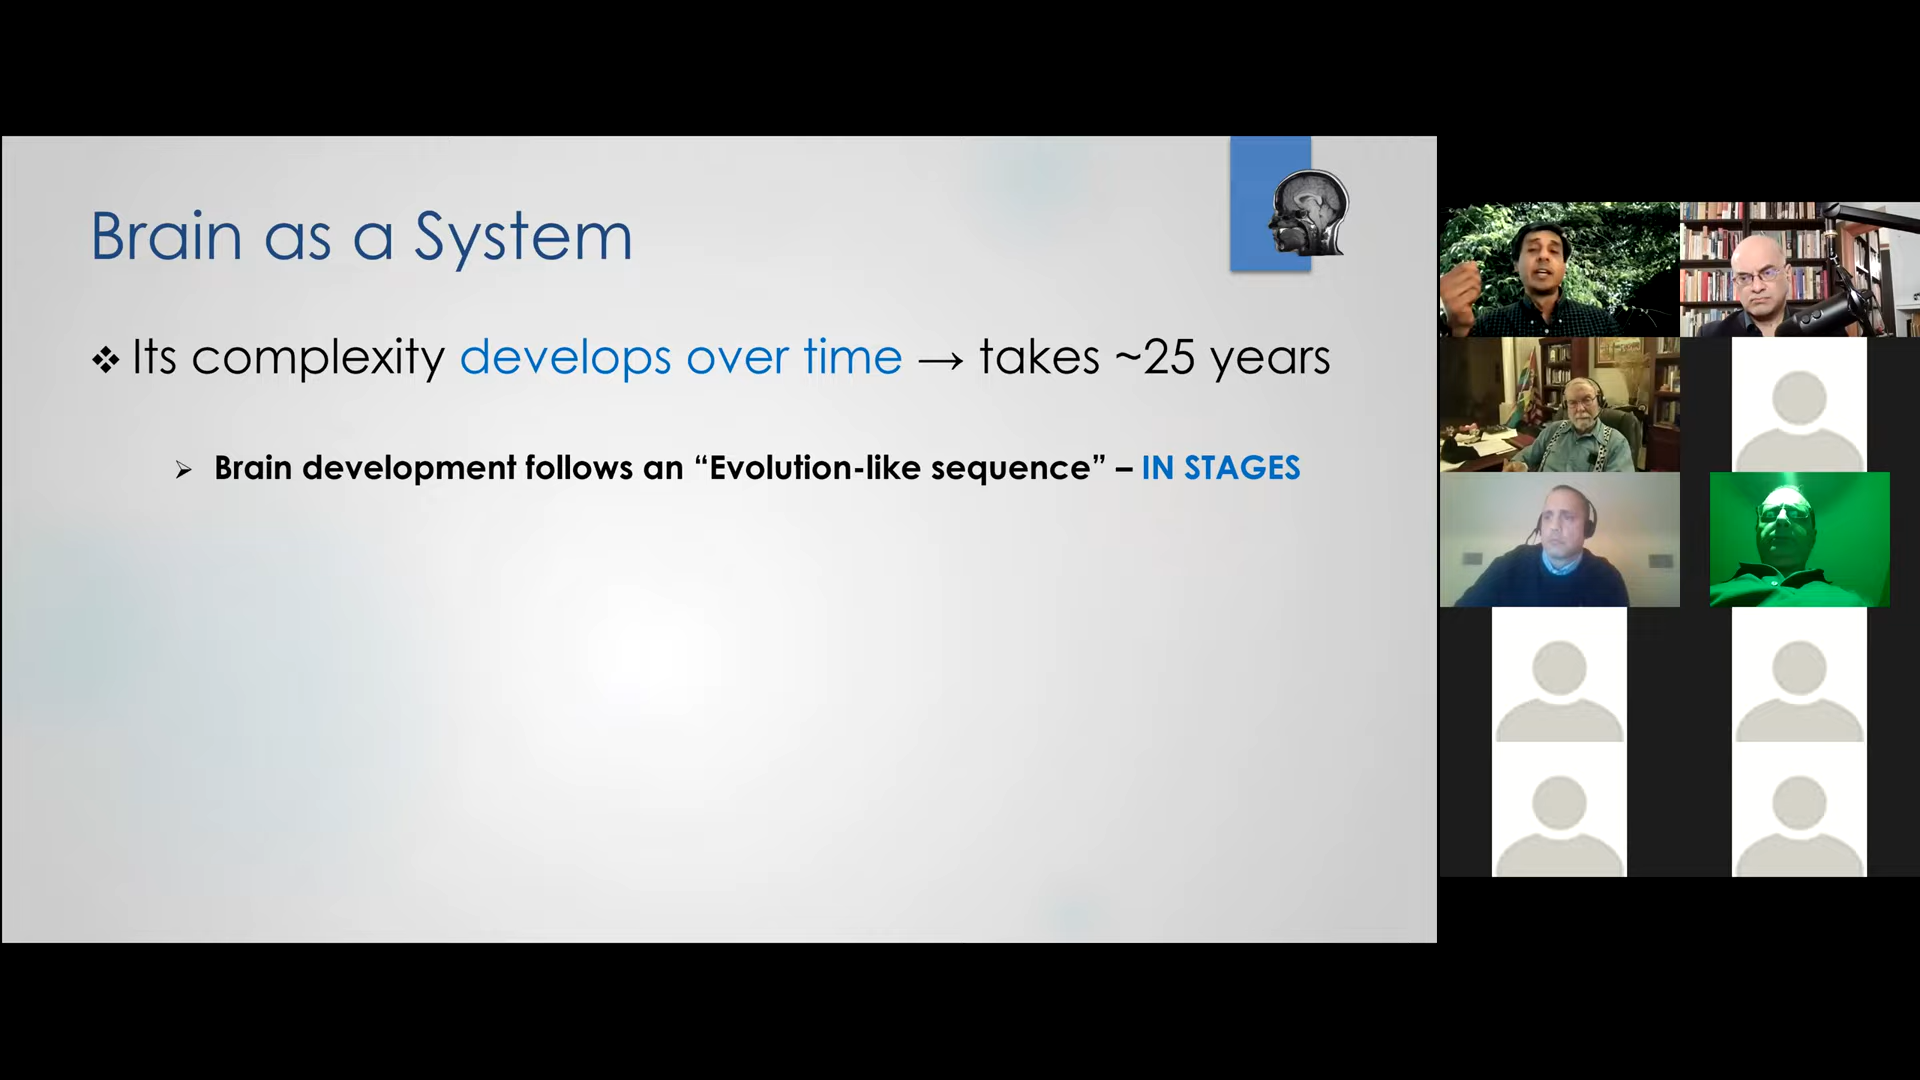 Brain as a System
❖ Its complexity develops over time → takes ~25 years
➢ Brain development follows an “Evolution-like sequence” – IN STAGES